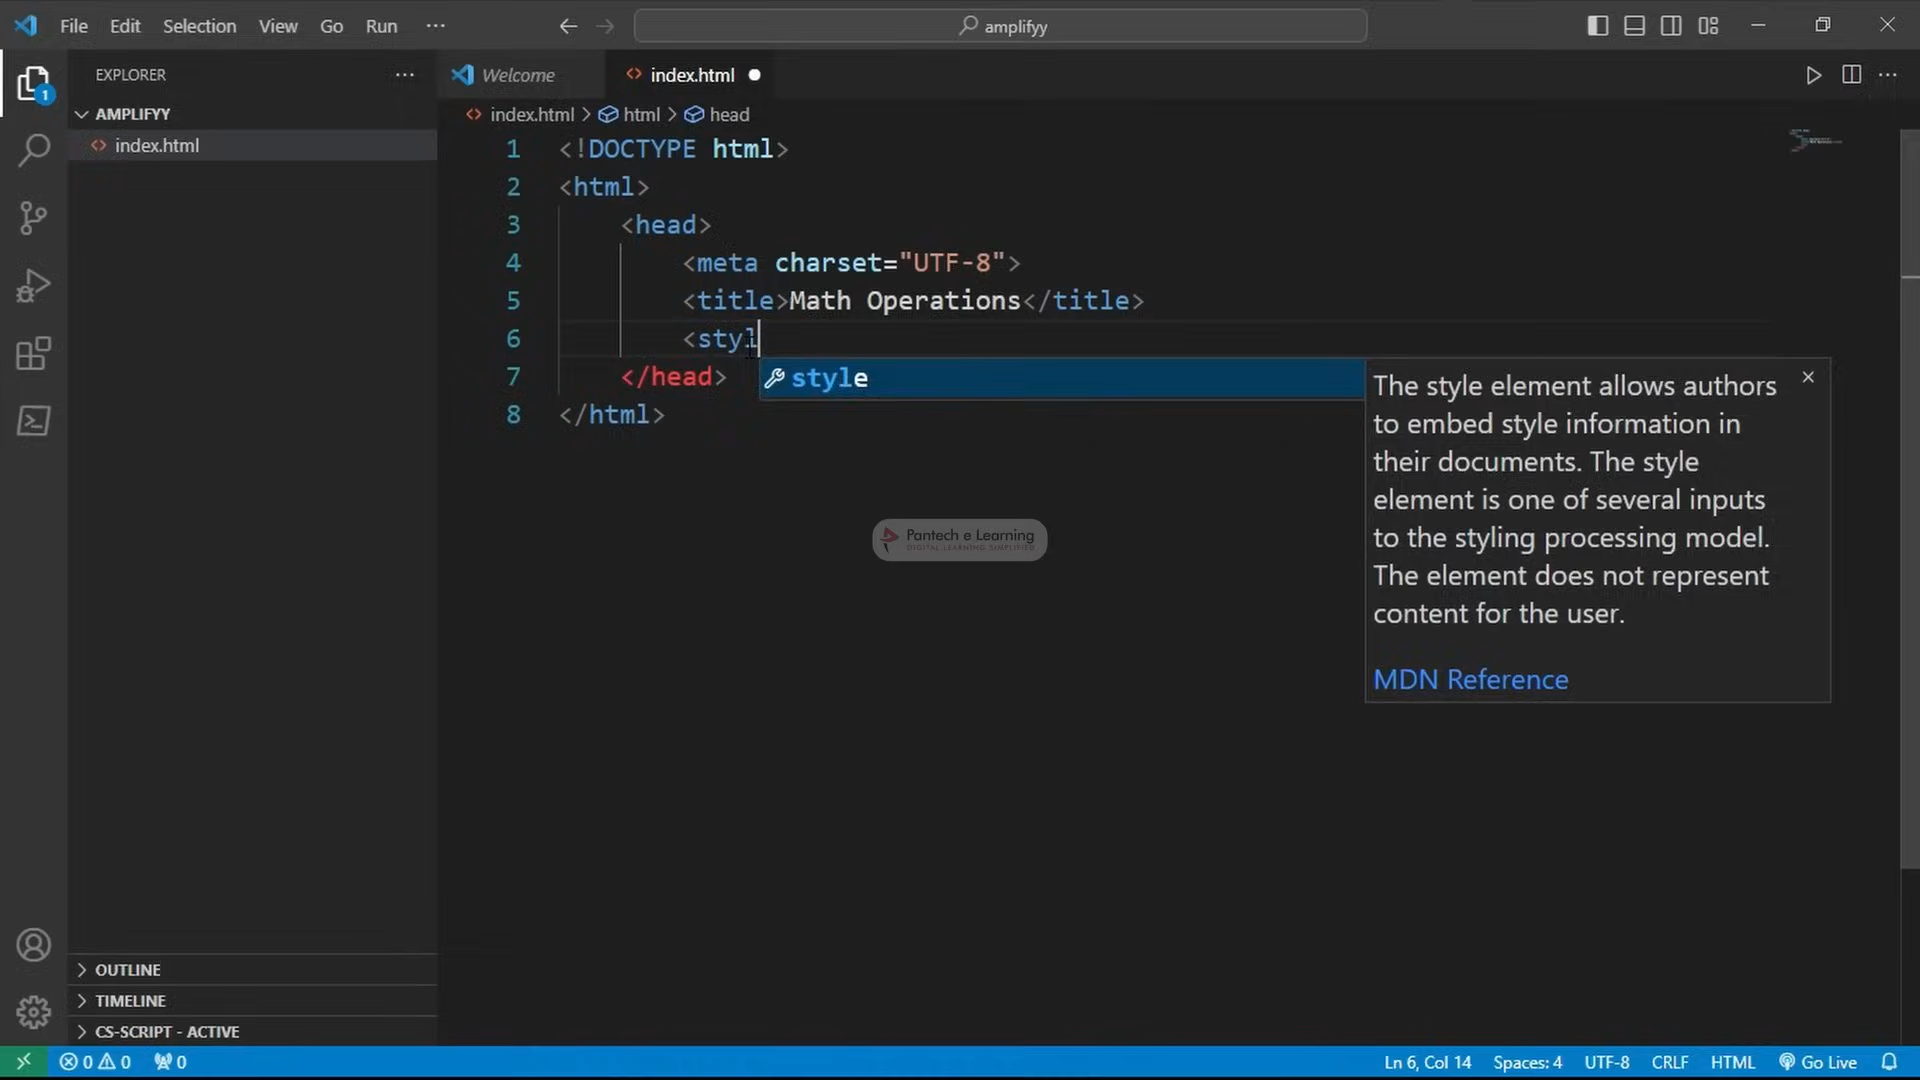 File Edit Selection View Go Run ··· amplifyy
EXPLORER ···
AMPLIFYY
index.html
Welcome index.html
index.html > html > head
1 <!DOCTYPE html>
2 <html>
3 <head>
4 <meta charset="UTF-8">
5 <title>Math Operations</title>
6 <styl
7 </head>
8 </html>
style
The style element allows authors
to embed style information in
their documents. The style
element is one of several inputs
to the styling processing model.
The element does not represent
content for the user.
MDN Reference
Pantech e Learning
DIGITAL LEARNING SIMPLIFIED
OUTLINE
TIMELINE
CS-SCRIPT - ACTIVE
1
0 0 0 Ln 6, Col 14 Spaces: 4 UTF-8 CRLF HTML Go Live